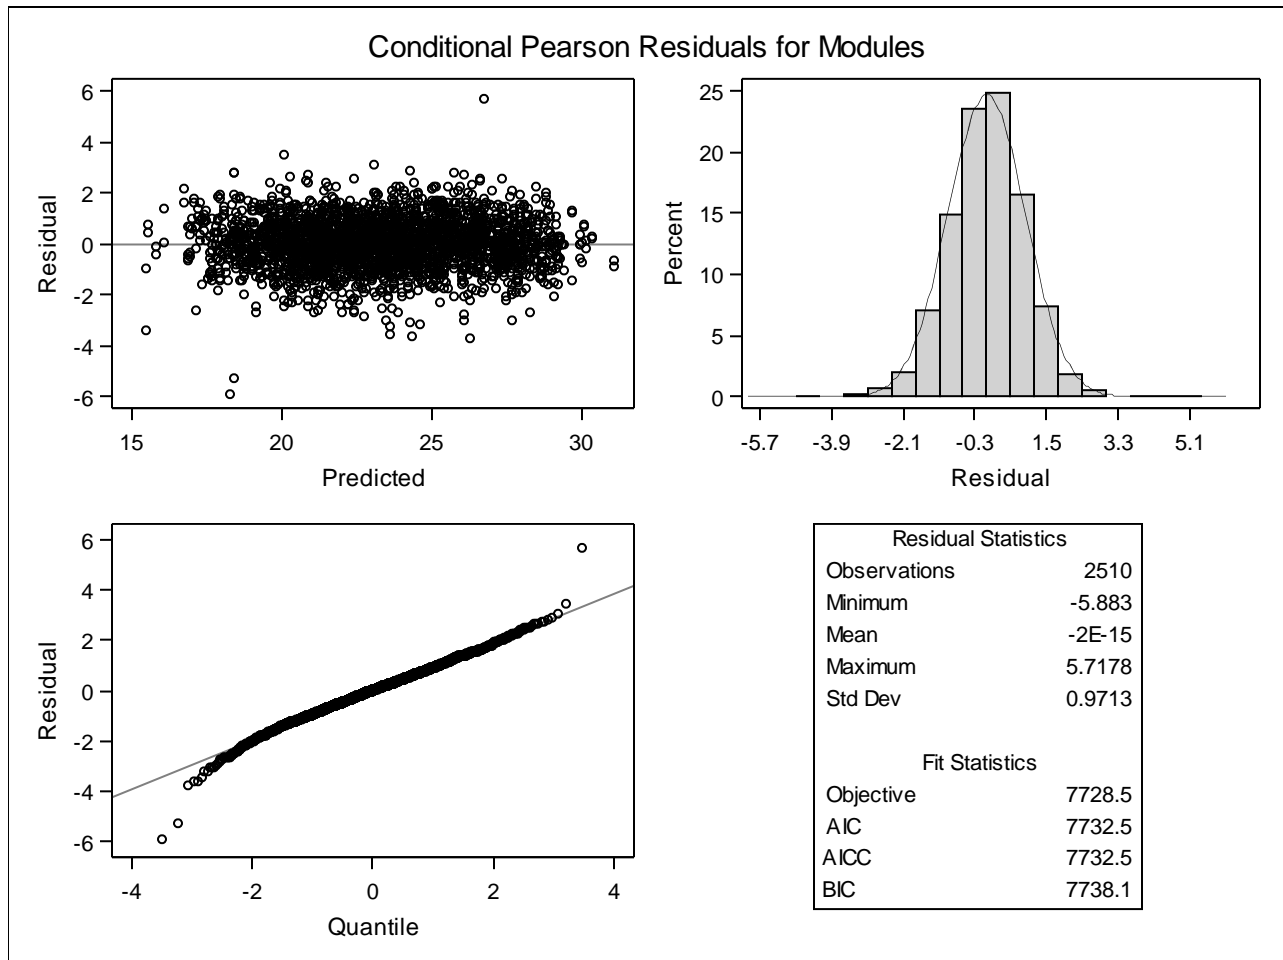 Conditional Pearson Residuals for Modules
6
4
2
0
-2
-4
-6
Residual
15
20
25
30
Predicted
25
20
15
10
5
0
Percent
-5.7
-3.9
-2.1
-0.3
1.5
3.3
5.1
Residual
6
4
2
0
-2
-4
-6
Residual
-4
-2
0
2
4
Quantile
Residual Statistics
Observations 2510
Minimum -5.883
Mean -2E-15
Maximum 5.7178
Std Dev 0.9713
Fit Statistics
Objective 7728.5
AIC 7732.5
AICC 7732.5
BIC 7738.1